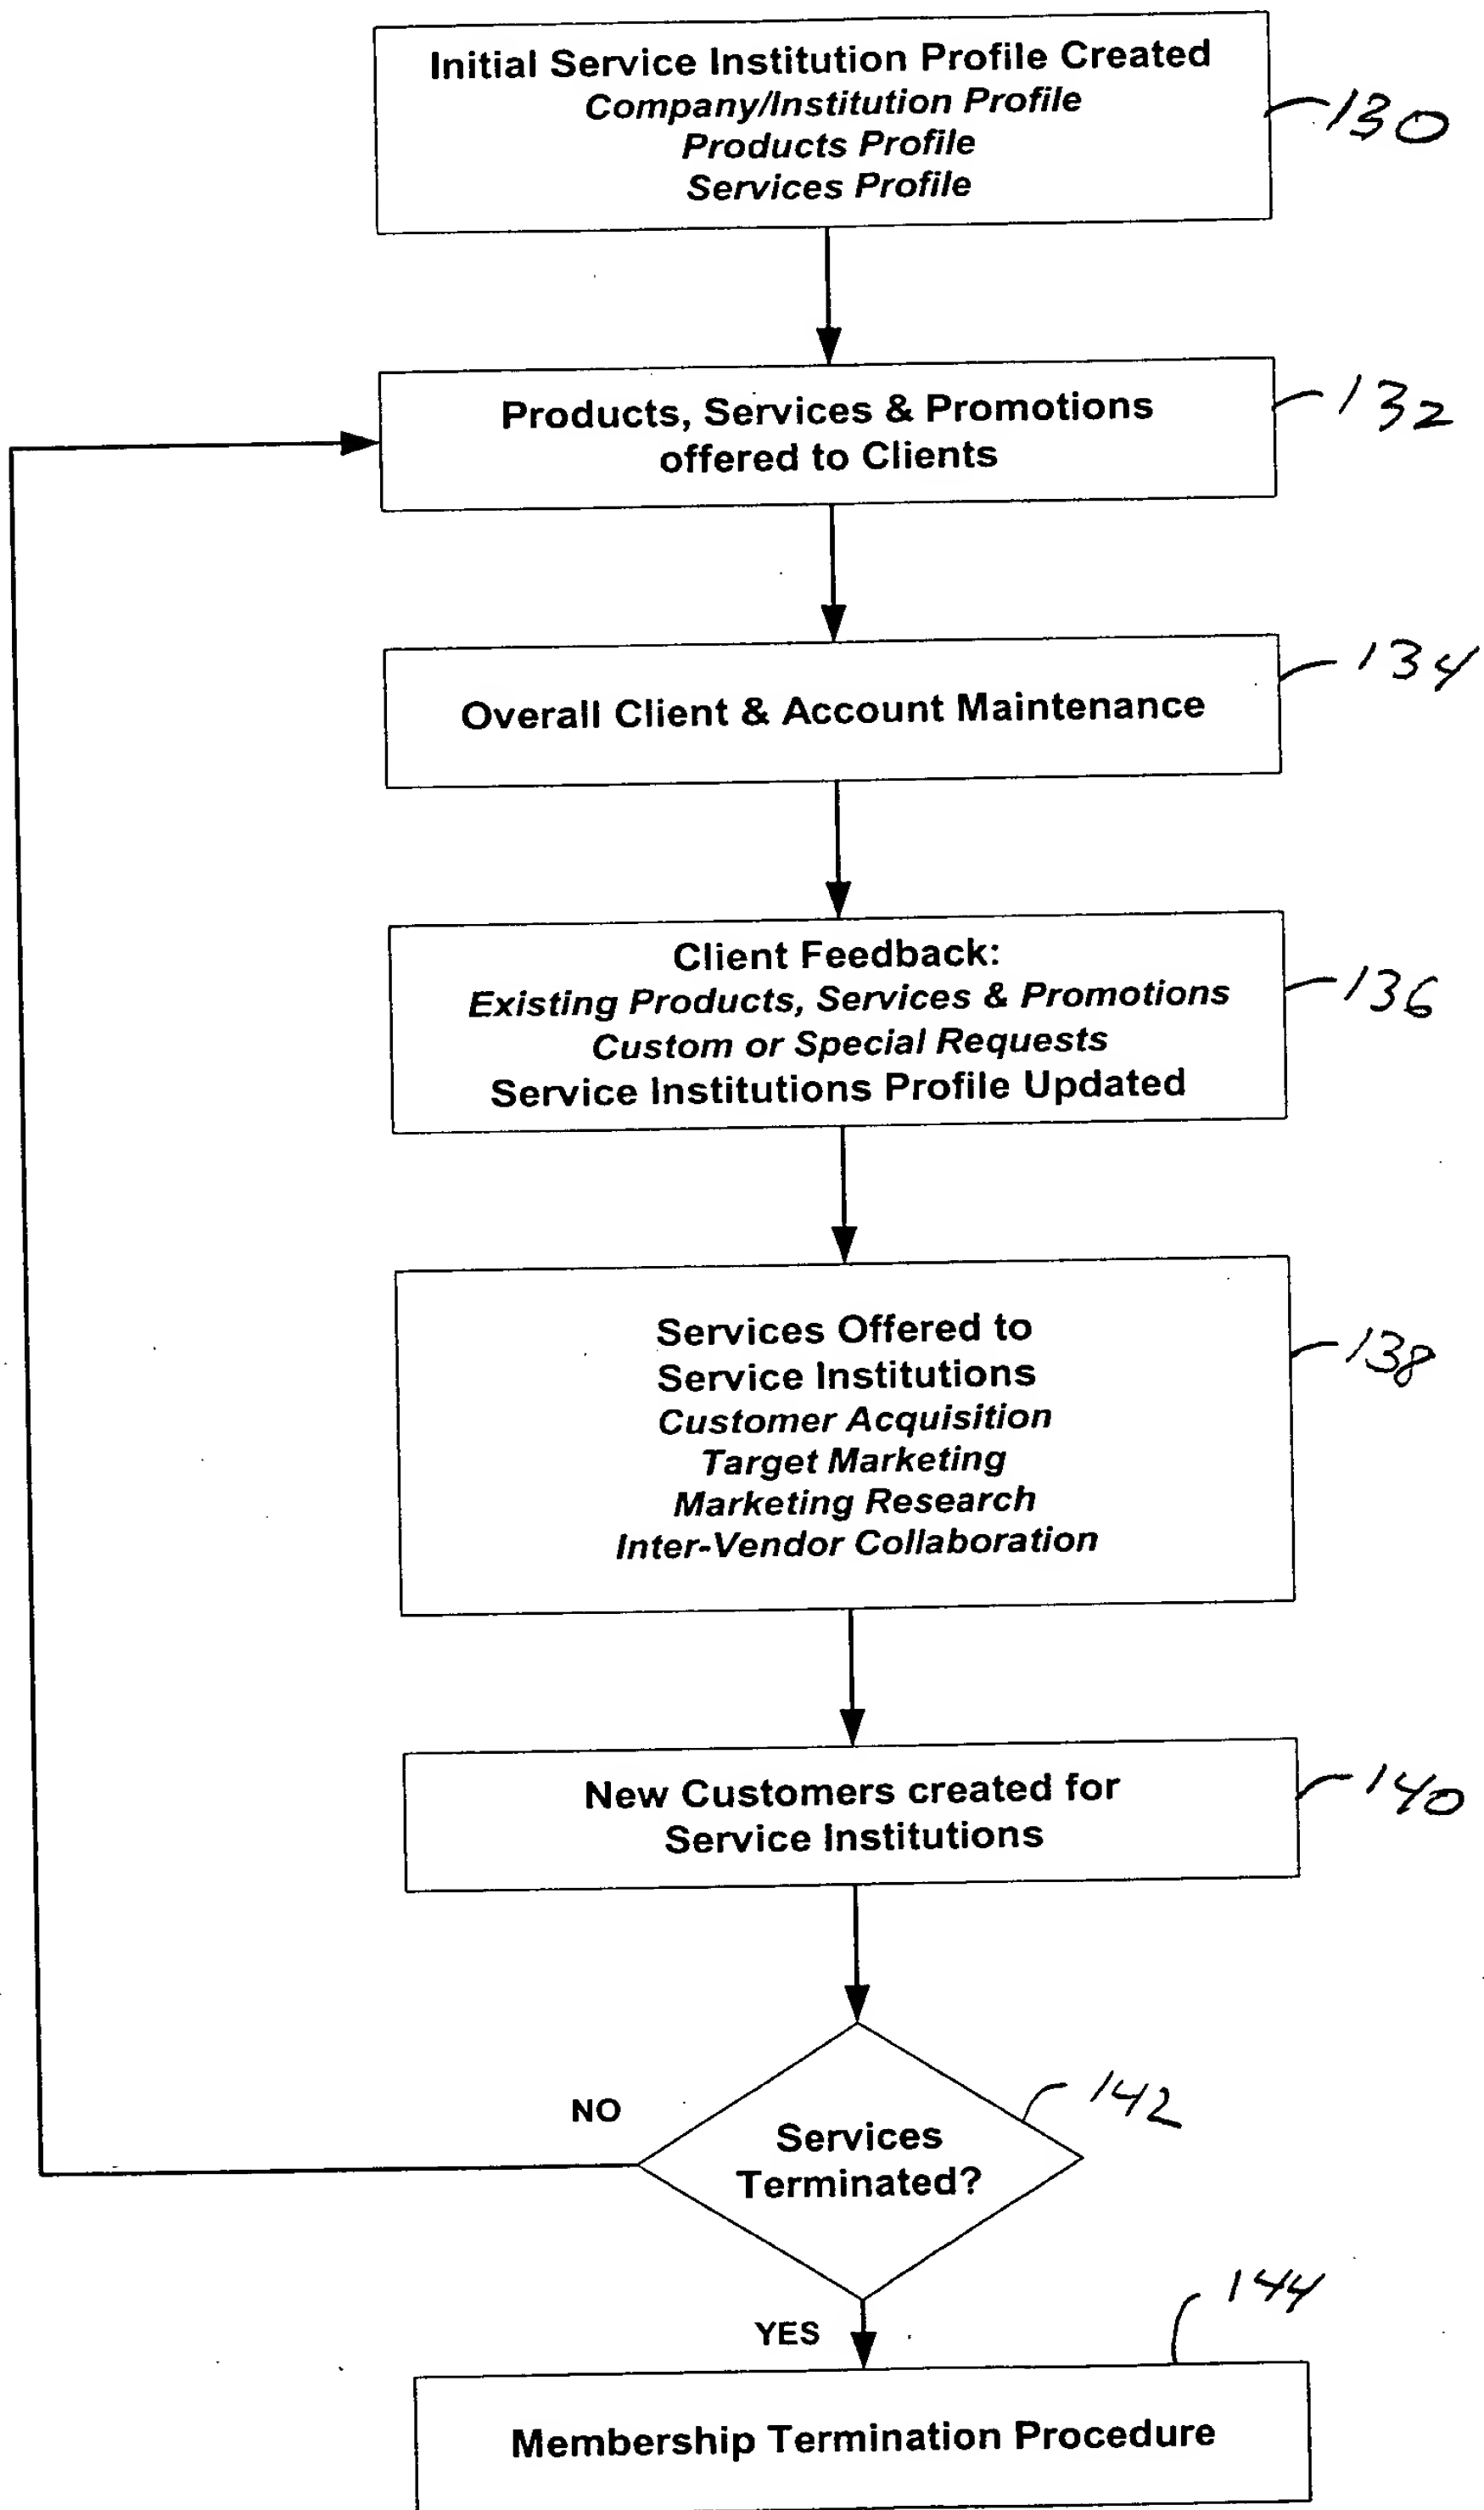 Initial Service Institution Profile Created
Company/Institution Profile
Products Profile
Services Profile
130
Products, Services & Promotions
offered to Clients
132
Overall Client & Account Maintenance
134
Client Feedback:
Existing Products, Services & Promotions
Custom or Special Requests
Service Institutions Profile Updated
136
Services Offered to
Service Institutions
Customer Acquisition
Target Marketing
Marketing Research
Inter-Vendor Collaboration
138
New Customers created for
Service Institutions
140
NO
Services
Terminated?
142
YES
144
Membership Termination Procedure